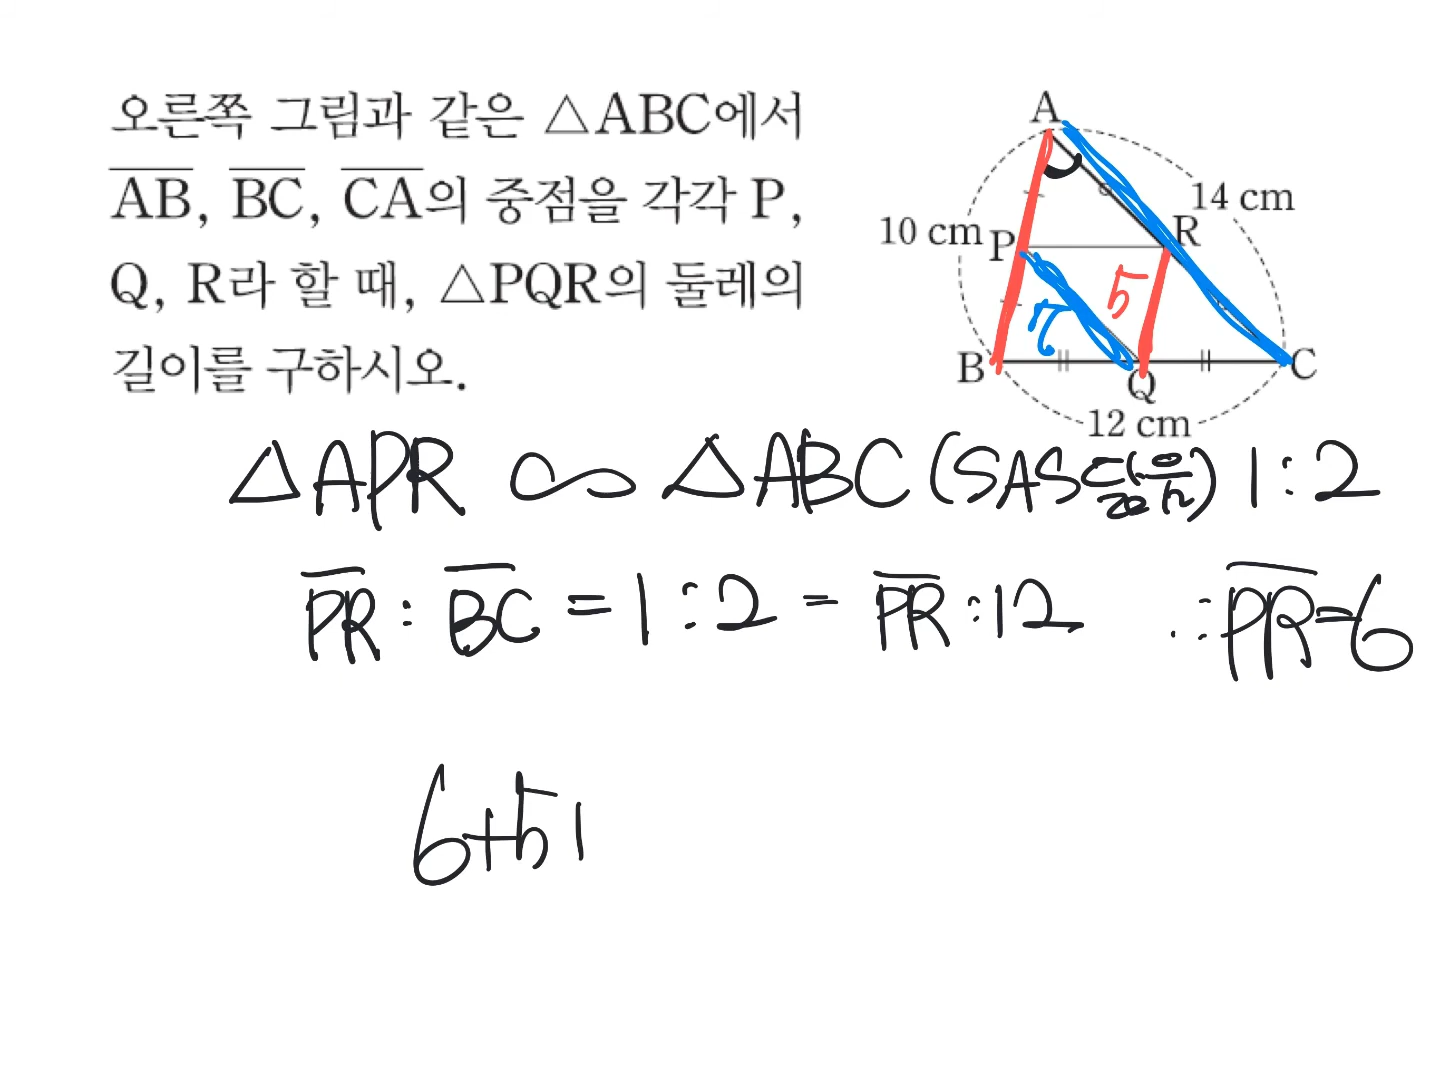 오른쪽 그림과 같은 △ABC에서
AB, BC, CA의 중점을 각각 P,
Q, R라 할 때, △PQR의 둘레의
길이를 구하시오.
A
14 cm
10 cm
P
R
5
7
B
Q
C
12 cm
△APR ∽ △ABC (SAS닮음) 1:2
PR : BC = 1 : 2 = PR : 12 ∴ PR=6
6+5 1